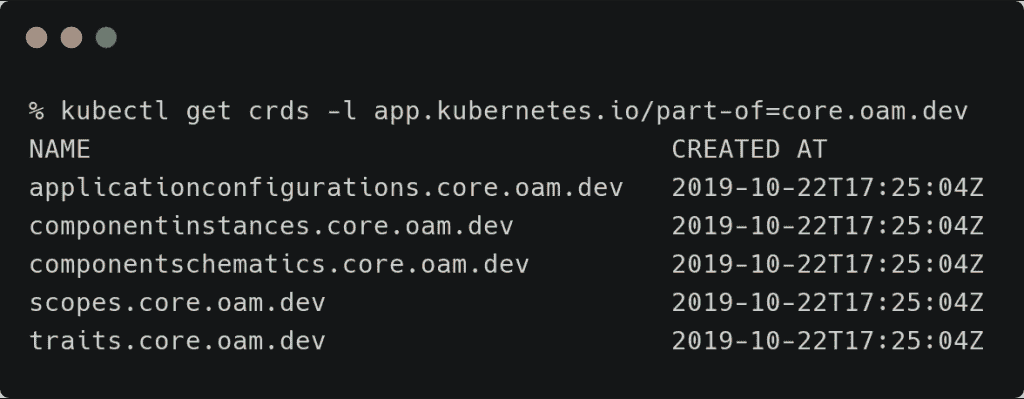 % kubectl get crds -l app.kubernetes.io/part-of=core.oam.dev
NAME CREATED AT
applicationconfigurations.core.oam.dev 2019-10-22T17:25:04Z
componentinstances.core.oam.dev 2019-10-22T17:25:04Z
componentschematics.core.oam.dev 2019-10-22T17:25:04Z
scopes.core.oam.dev 2019-10-22T17:25:04Z
traits.core.oam.dev 2019-10-22T17:25:04Z